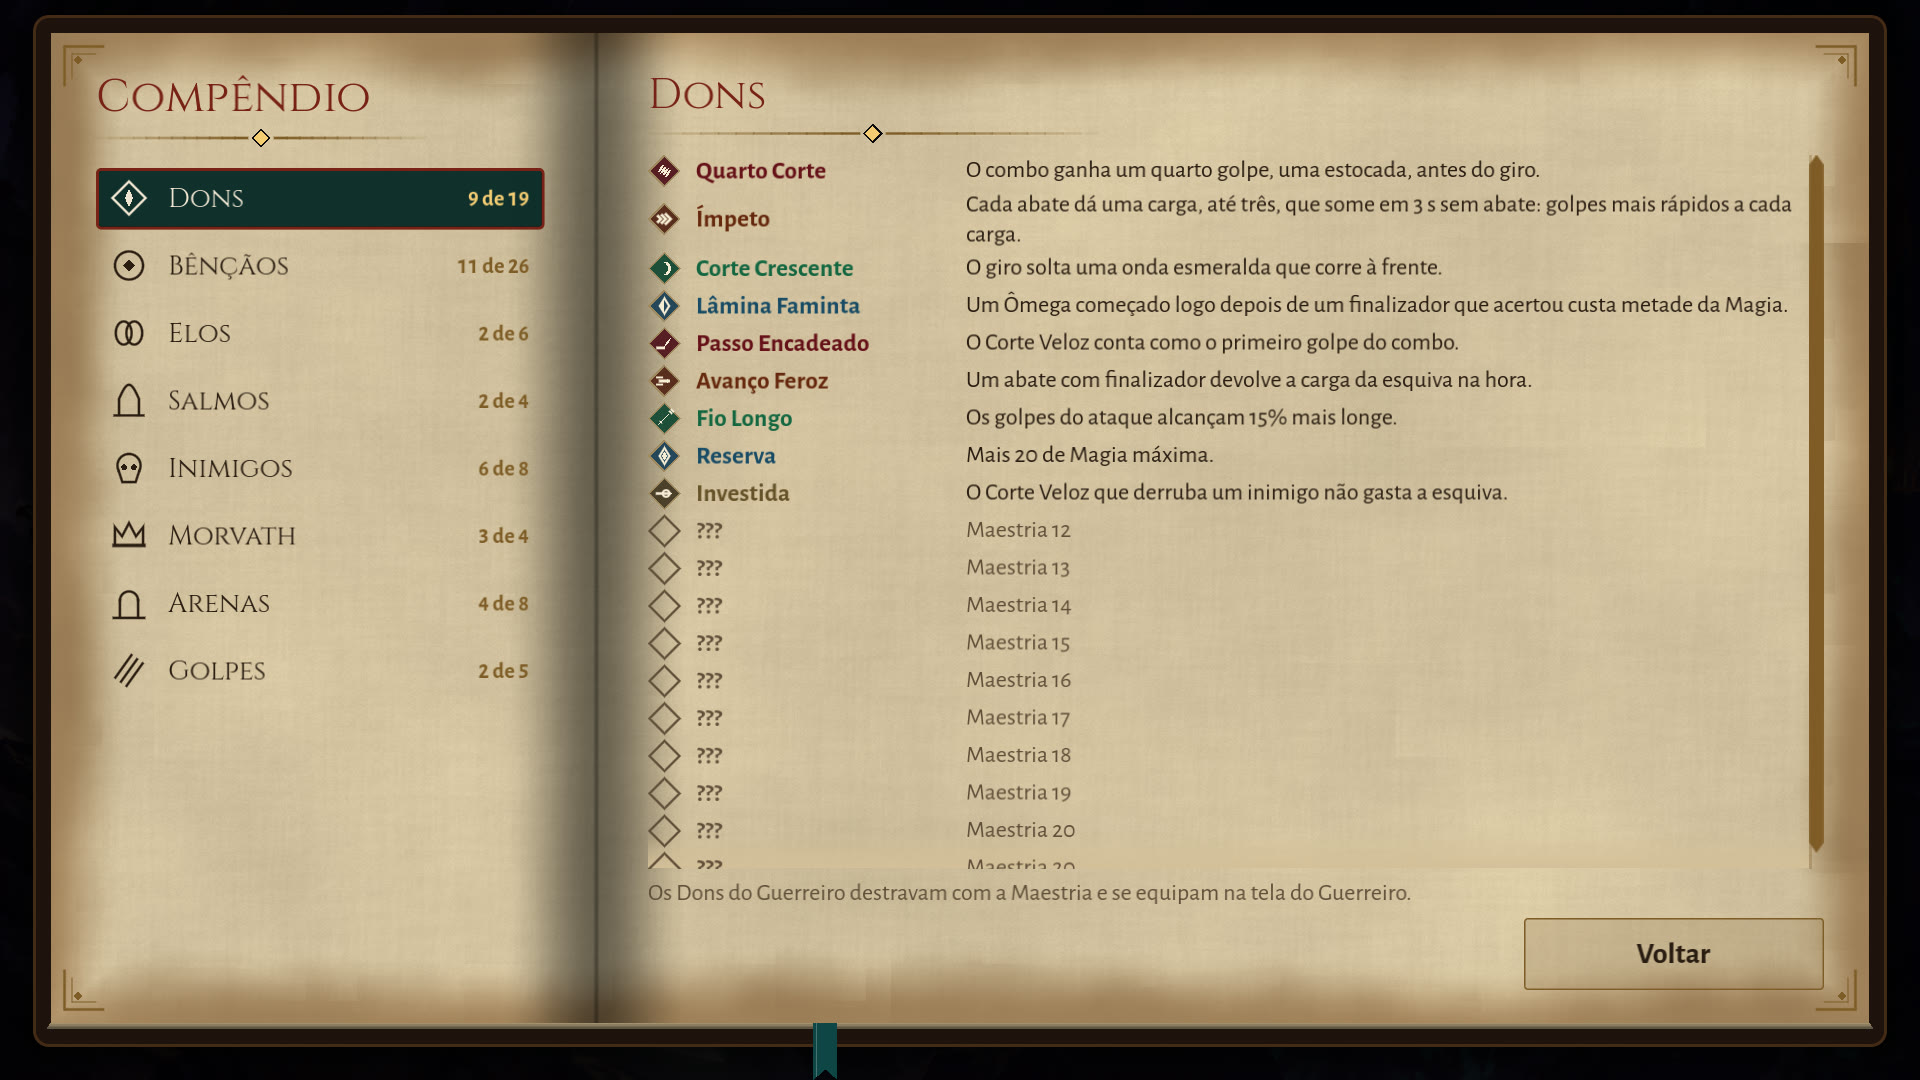 Compêndio
Dons 9 de 19
Bênçãos 11 de 26
Elos 2 de 6
Salmos 2 de 4
Inimigos 6 de 8
Morvath 3 de 4
Arenas 4 de 8
Golpes 2 de 5
Dons
Quarto Corte O combo ganha um quarto golpe, uma estocada, antes do giro.
Ímpeto Cada abate dá uma carga, até três, que some em 3 s sem abate: golpes mais rápidos a cada
carga.
Corte Crescente O giro solta uma onda esmeralda que corre à frente.
Lâmina Faminta Um Ômega começado logo depois de um finalizador que acertou custa metade da Magia.
Passo Encadeado O Corte Veloz conta como o primeiro golpe do combo.
Avanço Feroz Um abate com finalizador devolve a carga da esquiva na hora.
Fio Longo Os golpes do ataque alcançam 15% mais longe.
Reserva Mais 20 de Magia máxima.
Investida O Corte Veloz que derruba um inimigo não gasta a esquiva.
??? Maestria 12
??? Maestria 13
??? Maestria 14
??? Maestria 15
??? Maestria 16
??? Maestria 17
??? Maestria 18
??? Maestria 19
??? Maestria 20
??? Maestria 20
Os Dons do Guerreiro destravam com a Maestria e se equipam na tela do Guerreiro.
Voltar